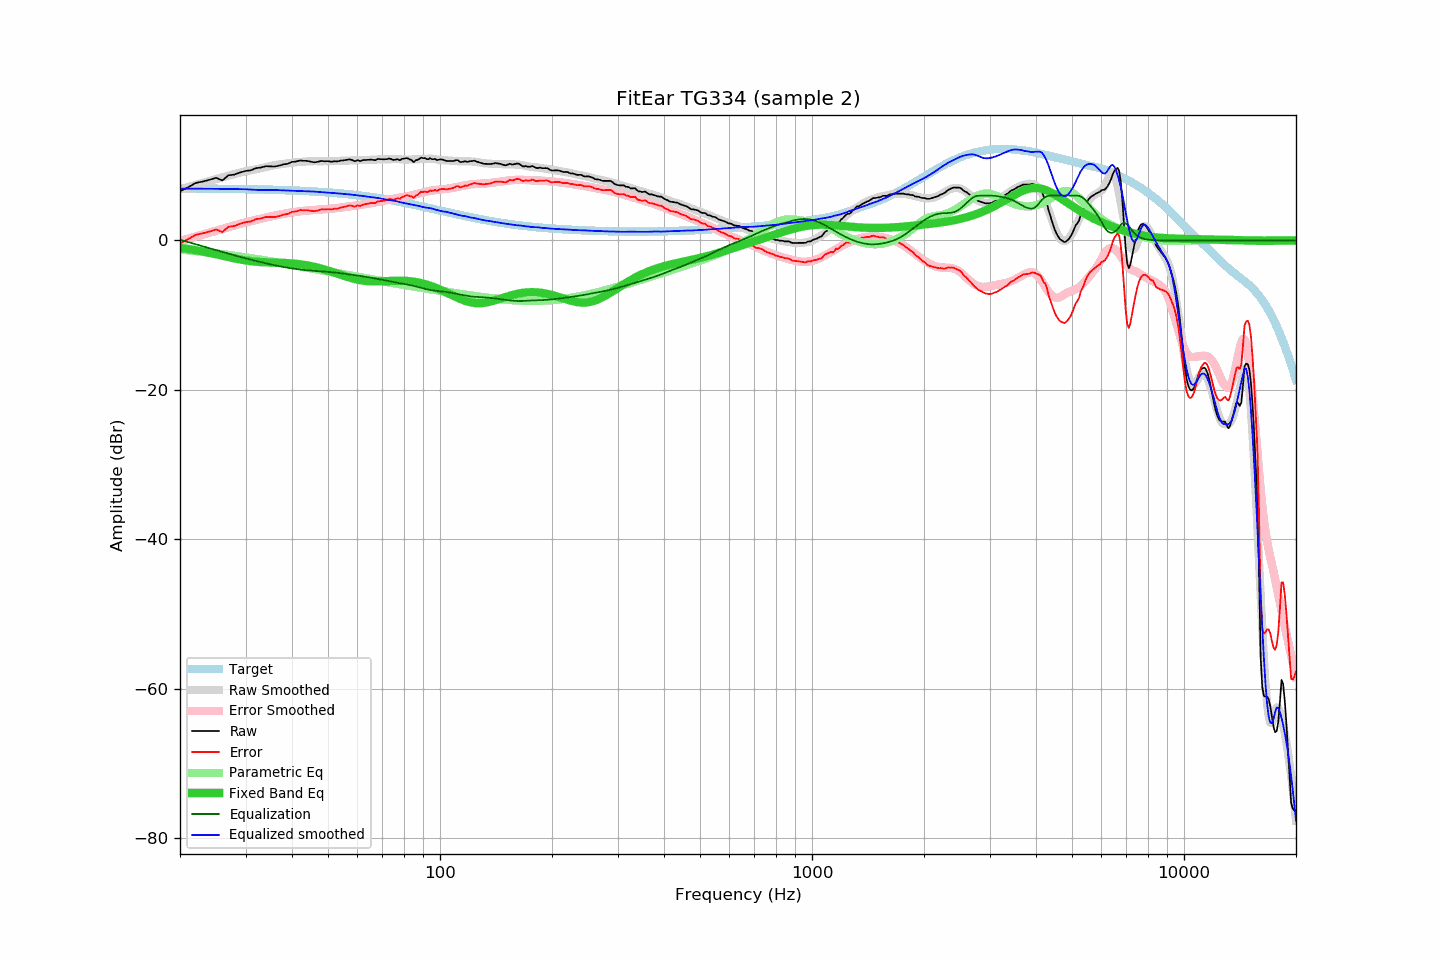 FitEar TG334 (sample 2)
0
−20
−40
−60
−80
Amplitude (dBr)
Target
Raw Smoothed
Error Smoothed
Raw
Error
Parametric Eq
Fixed Band Eq
Equalization
Equalized smoothed
100
1000
10000
Frequency (Hz)